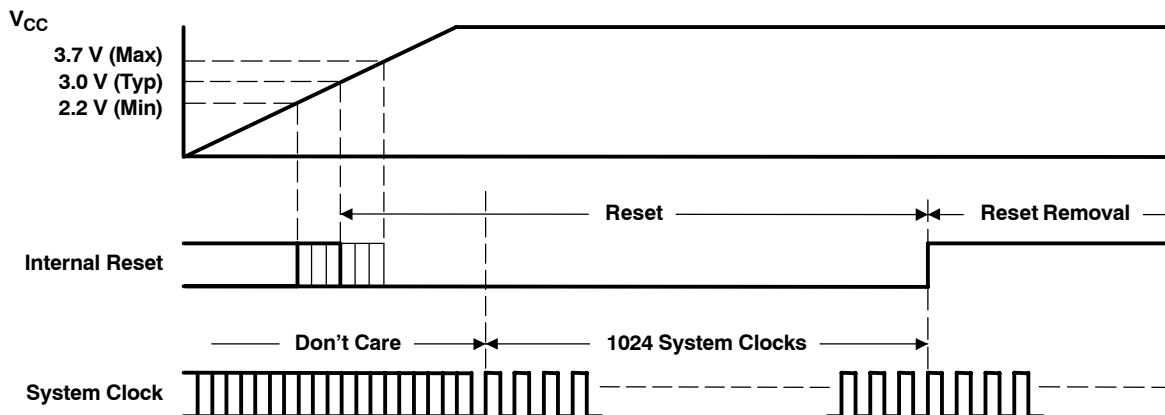 VCC
3.7 V (Max)
3.0 V (Typ)
2.2 V (Min)
Reset
Reset Removal
Internal Reset
Don't Care
1024 System Clocks
System Clock